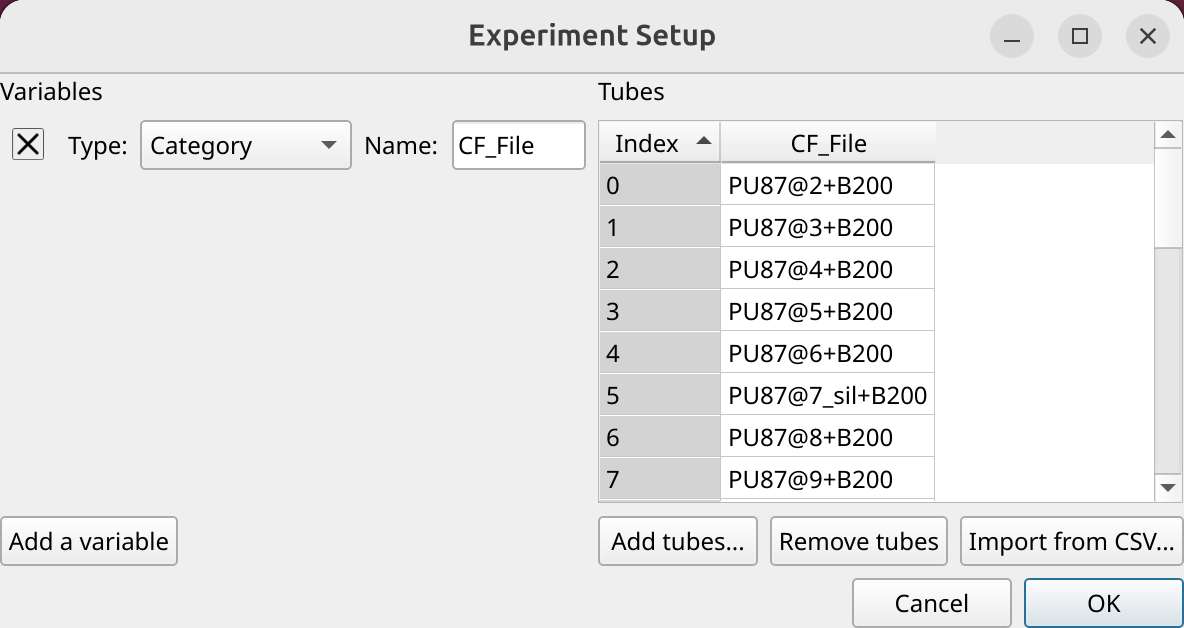 Experiment Setup
Variables
Type: Category Name: CF_File
Add a variable
Tubes
Index CF_File
0 PU87@2+B200
1 PU87@3+B200
2 PU87@4+B200
3 PU87@5+B200
4 PU87@6+B200
5 PU87@7_sil+B200
6 PU87@8+B200
7 PU87@9+B200
Add tubes... Remove tubes Import from CSV...
Cancel OK